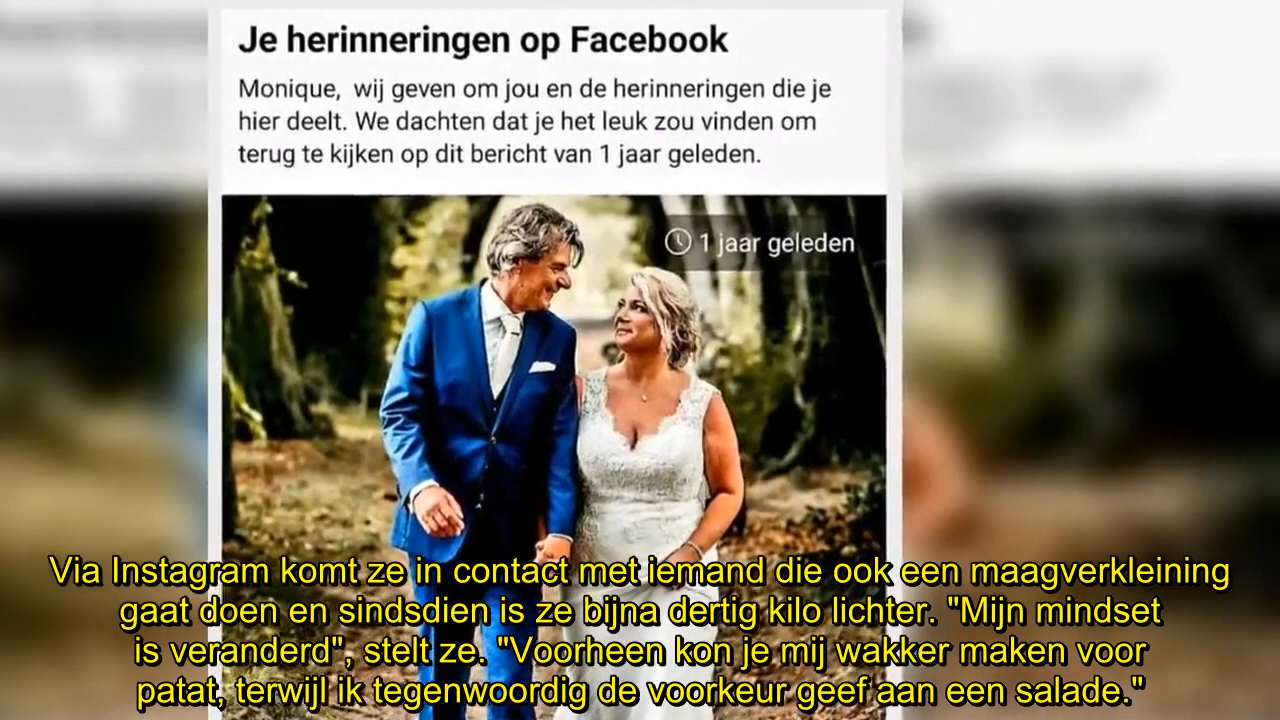 Je herinneringen op Facebook
Monique, wij geven om jou en de herinneringen die je
hier deelt. We dachten dat je het leuk zou vinden om
terug te kijken op dit bericht van 1 jaar geleden.
1 jaar geleden
Via Instagram komt ze in contact met iemand die ook een maagverkleining
gaat doen en sindsdien is ze bijna dertig kilo lichter. "Mijn mindset
is veranderd", stelt ze. "Voorheen kon je mij wakker maken voor
patat, terwijl ik tegenwoordig de voorkeur geef aan een salade."